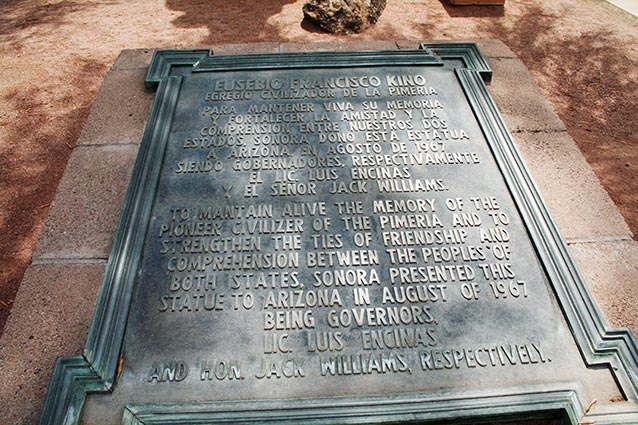 EUSEBIO FRANCISCO KINO
EGREGIO CIVILIZADOR DE LA PIMERIA
PARA MANTENER VIVA SU MEMORIA
Y FORTALECER LA AMISTAD Y LA
COMPRENSION ENTRE NUESTROS DOS
ESTADOS, SONORA DONO ESTA ESTATUA
A ARIZONA EN AGOSTO DE 1967
SIENDO GOBERNADORES, RESPECTIVAMENTE
EL LIC. LUIS ENCINAS
Y EL SEÑOR JACK WILLIAMS.
TO MANTAIN ALIVE THE MEMORY OF THE
PIONEER CIVILIZER OF THE PIMERIA AND TO
STRENGTHEN THE TIES OF FRIENDSHIP AND
COMPREHENSION BETWEEN THE PEOPLES OF
BOTH STATES, SONORA PRESENTED THIS
STATUE TO ARIZONA IN AUGUST OF 1967
BEING GOVERNORS,
LIC. LUIS ENCINAS
AND HON. JACK WILLIAMS, RESPECTIVELY.